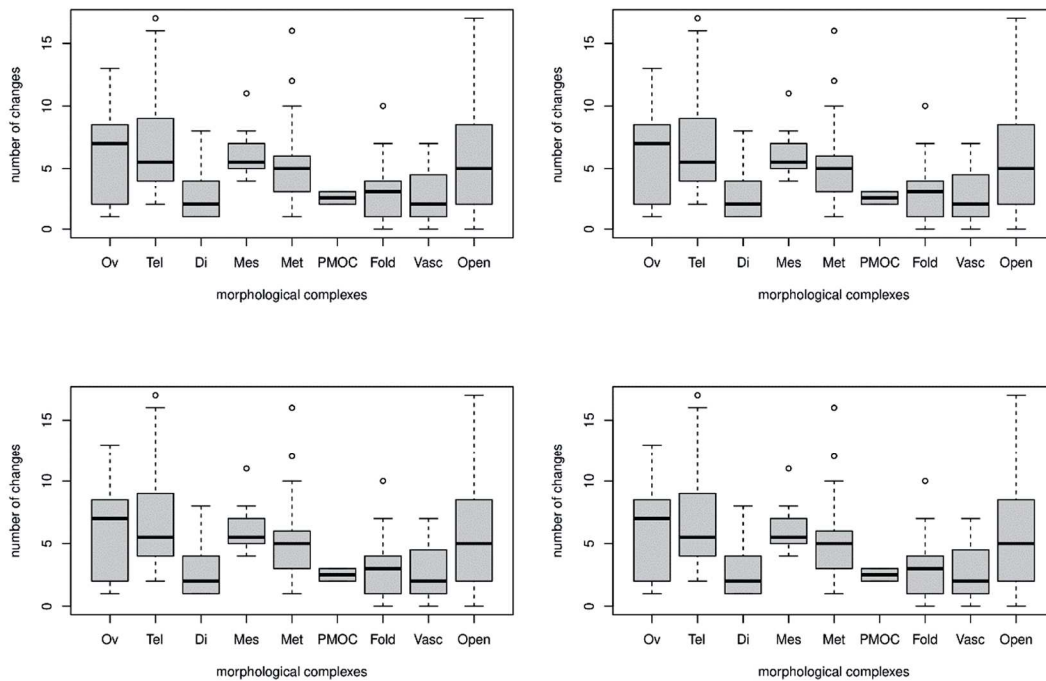 number of changes
15
10
5
0
Ov Tel Di Mes Met PMOC Fold Vasc Open
morphological complexes
number of changes
15
10
5
0
Ov Tel Di Mes Met PMOC Fold Vasc Open
morphological complexes
number of changes
15
10
5
0
Ov Tel Di Mes Met PMOC Fold Vasc Open
morphological complexes
number of changes
15
10
5
0
Ov Tel Di Mes Met PMOC Fold Vasc Open
morphological complexes